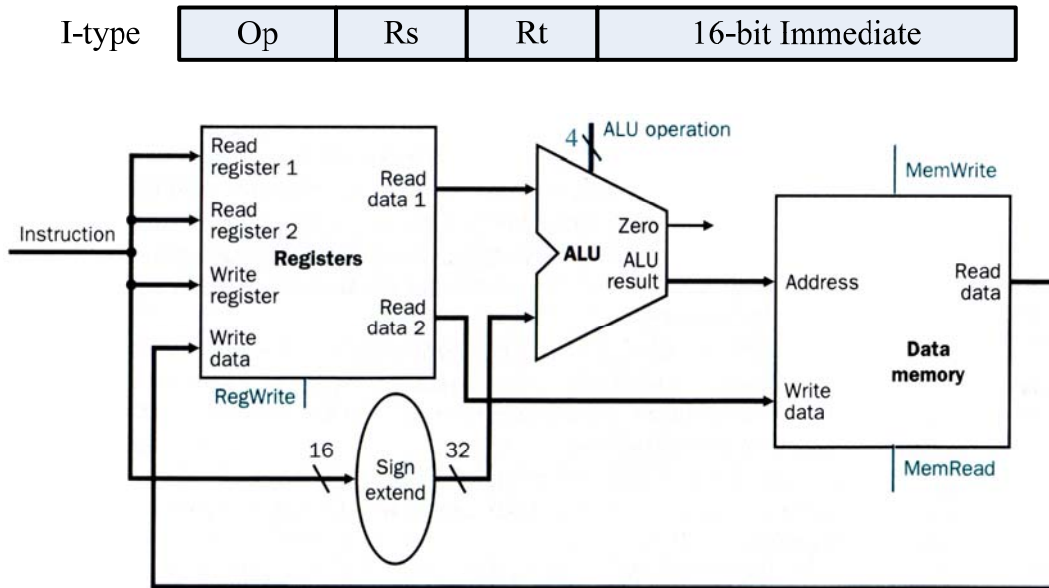 I-type Op Rs Rt 16-bit Immediate
Instruction
Read
register 1
Read
register 2
Write
register
Write
data
Registers
Read
data 1
Read
data 2
RegWrite
16
Sign
extend
32
4
ALU operation
Zero
ALU
ALU
result
MemWrite
Address
Read
data
Data
memory
Write
data
MemRead